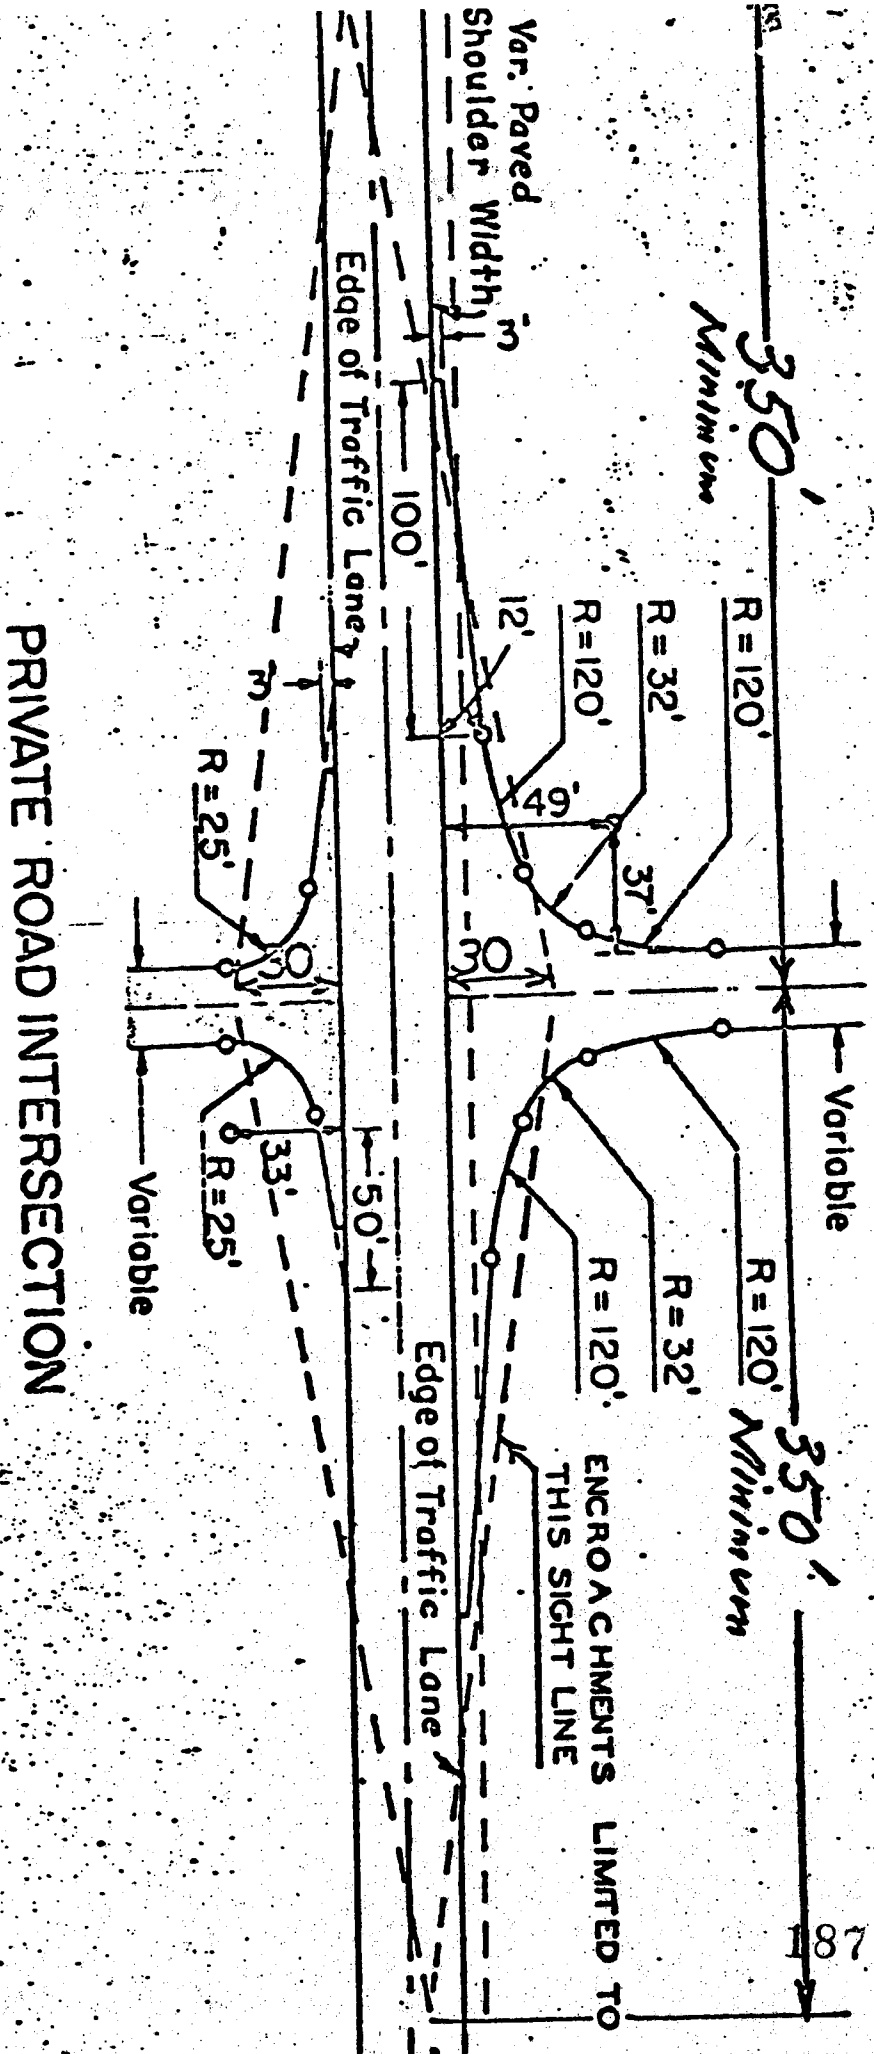 350'
Minimum
350'
Minimum
Var. Paved
Shoulder Width
3'
100'
12'
R=120'
R=32'
R=120'
49'
37'
30
Variable
R=120'
R=32'
R=120'
ENCROACHMENTS LIMITED TO
THIS SIGHT LINE
Edge of Traffic Lane
3'
R=25'
30
33'
R=25'
50'
Variable
Edge of Traffic Lane
PRIVATE ROAD INTERSECTION
187